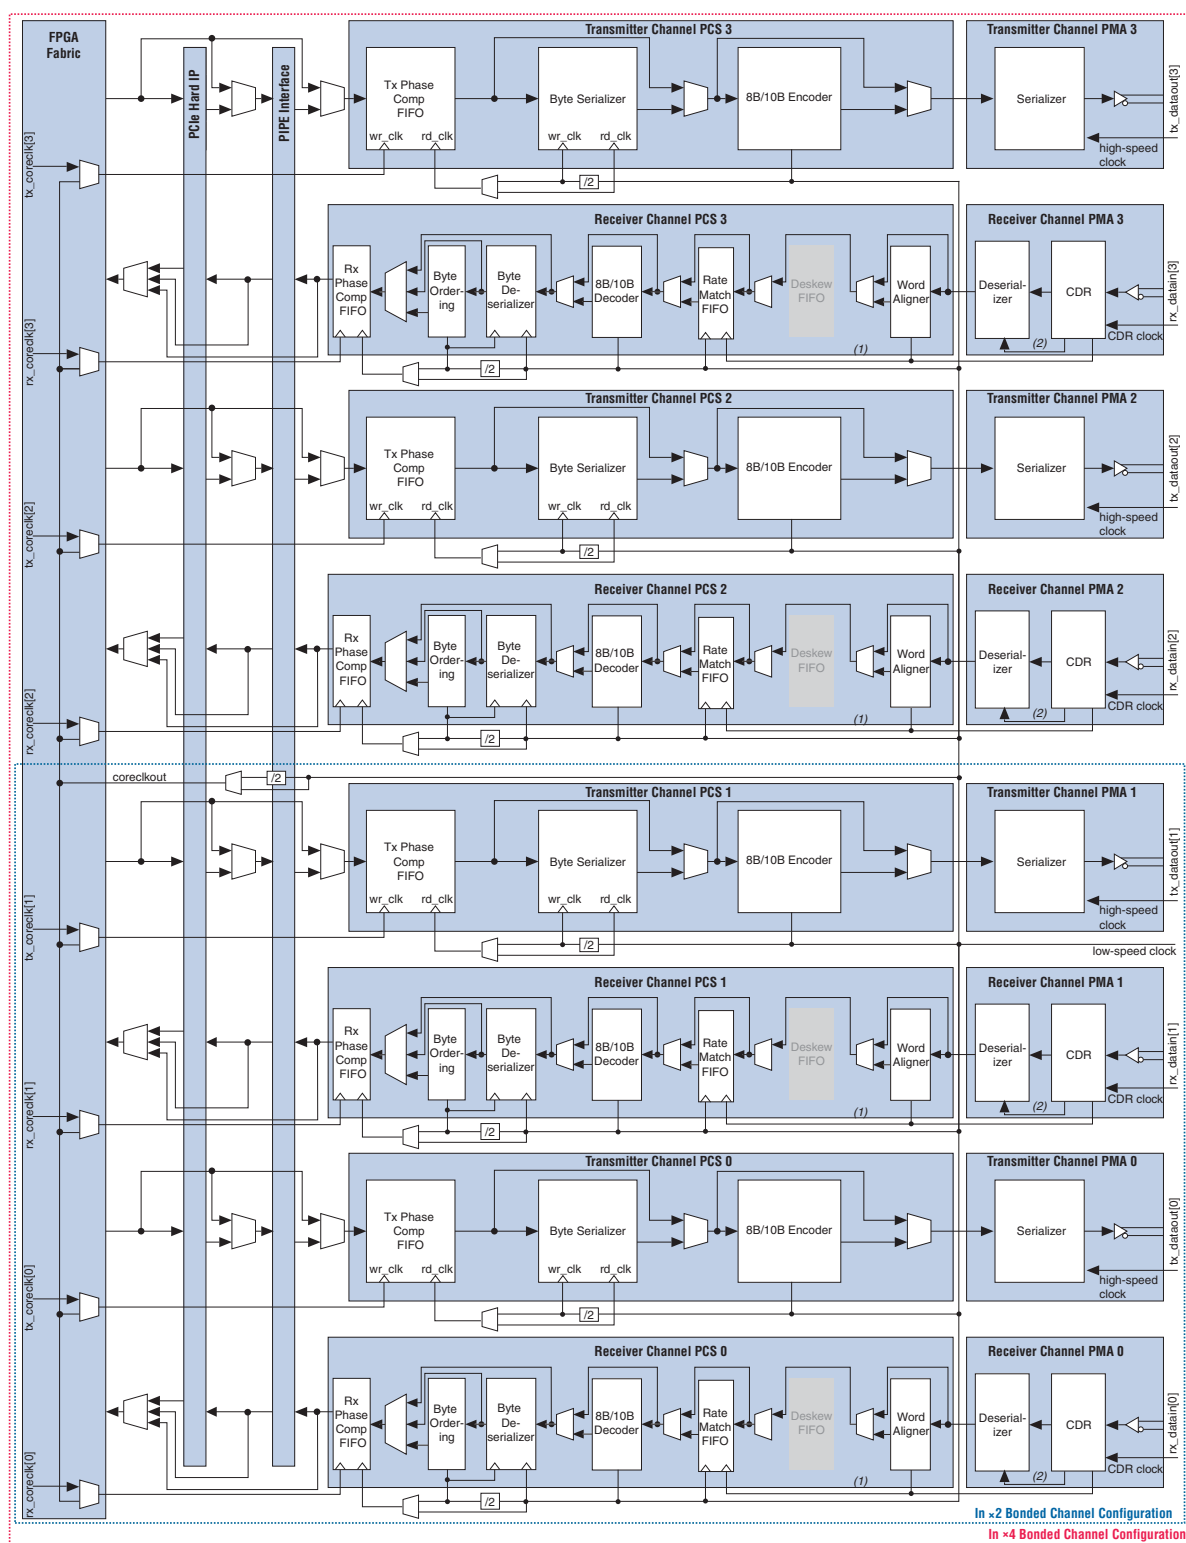 FPGA
Fabric
PCIe Hard IP
PIPE Interface
Transmitter Channel PCS 3
Tx Phase
Comp
FIFO
wr_clk
rd_clk
Byte Serializer
wr_clk
rd_clk
8B/10B Encoder
/2
Transmitter Channel PMA 3
Serializer
high-speed
clock
tx_dataout[3]
tx_coreclk[3]
Receiver Channel PCS 3
Rx
Phase
Comp
FIFO
Byte
Order-
ing
Byte
De-
serializer
8B/10B
Decoder
Rate
Match
FIFO
Deskew
FIFO
Word
Aligner
(1)
/2
Receiver Channel PMA 3
Deserial-
izer
CDR
(2)
CDR clock
rx_datain[3]
rx_coreclk[3]
Transmitter Channel PCS 2
Tx Phase
Comp
FIFO
wr_clk
rd_clk
Byte Serializer
wr_clk
rd_clk
8B/10B Encoder
/2
Transmitter Channel PMA 2
Serializer
high-speed
clock
tx_dataout[2]
tx_coreclk[2]
Receiver Channel PCS 2
Rx
Phase
Comp
FIFO
Byte
Order-
ing
Byte
De-
serializer
8B/10B
Decoder
Rate
Match
FIFO
Deskew
FIFO
Word
Aligner
(1)
/2
Receiver Channel PMA 2
Deserial-
izer
CDR
(2)
CDR clock
rx_datain[2]
rx_coreclk[2]
coreclkout
/2
Transmitter Channel PCS 1
Tx Phase
Comp
FIFO
wr_clk
rd_clk
Byte Serializer
wr_clk
rd_clk
8B/10B Encoder
/2
Transmitter Channel PMA 1
Serializer
high-speed
clock
tx_dataout[1]
tx_coreclk[1]
low-speed clock
Receiver Channel PCS 1
Rx
Phase
Comp
FIFO
Byte
Order-
ing
Byte
De-
serializer
8B/10B
Decoder
Rate
Match
FIFO
Deskew
FIFO
Word
Aligner
(1)
/2
Receiver Channel PMA 1
Deserial-
izer
CDR
(2)
CDR clock
rx_datain[1]
rx_coreclk[1]
Transmitter Channel PCS 0
Tx Phase
Comp
FIFO
wr_clk
rd_clk
Byte Serializer
wr_clk
rd_clk
8B/10B Encoder
/2
Transmitter Channel PMA 0
Serializer
high-speed
clock
tx_dataout[0]
tx_coreclk[0]
Receiver Channel PCS 0
Rx
Phase
Comp
FIFO
Byte
Order-
ing
Byte
De-
serializer
8B/10B
Decoder
Rate
Match
FIFO
Deskew
FIFO
Word
Aligner
(1)
/2
Receiver Channel PMA 0
Deserial-
izer
CDR
(2)
CDR clock
rx_datain[0]
rx_coreclk[0]
In ×2 Bonded Channel Configuration
In ×4 Bonded Channel Configuration